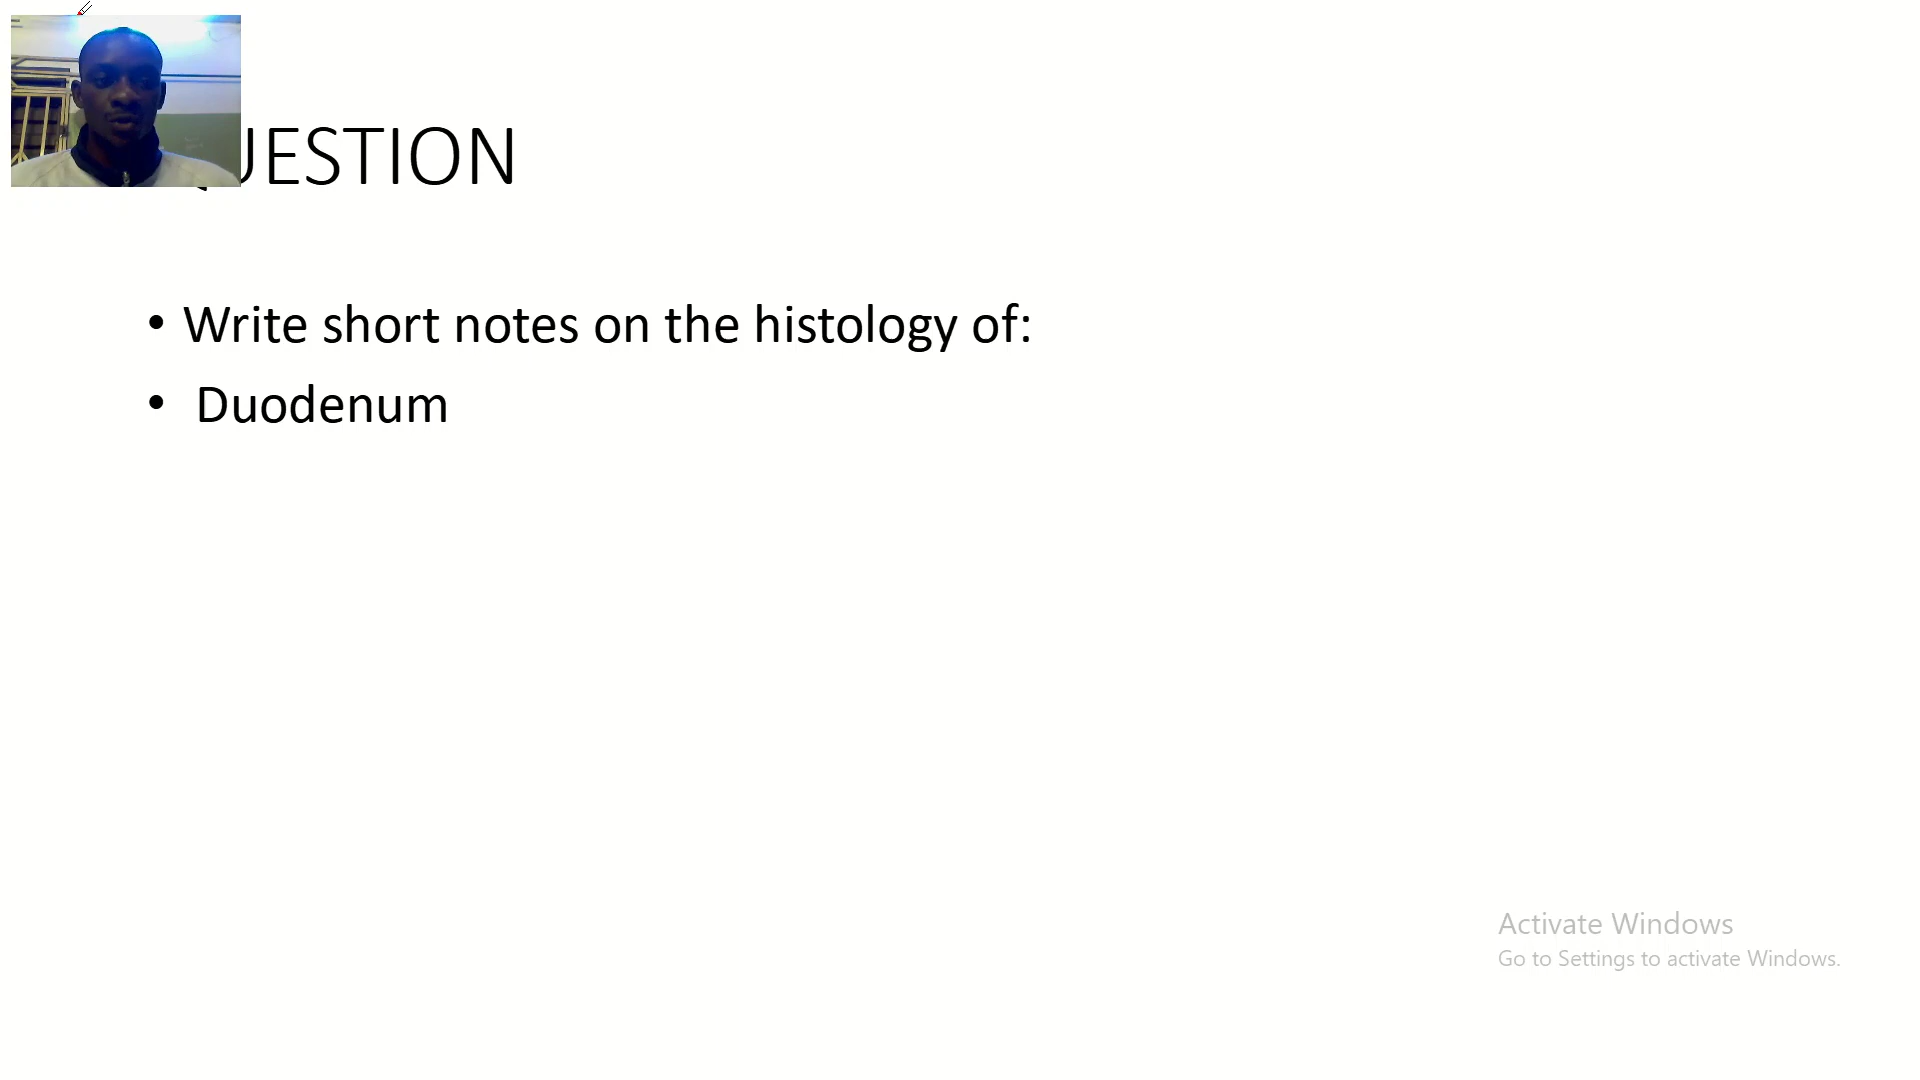 UESTION
• Write short notes on the histology of:
• Duodenum
Activate Windows
Go to Settings to activate Windows.